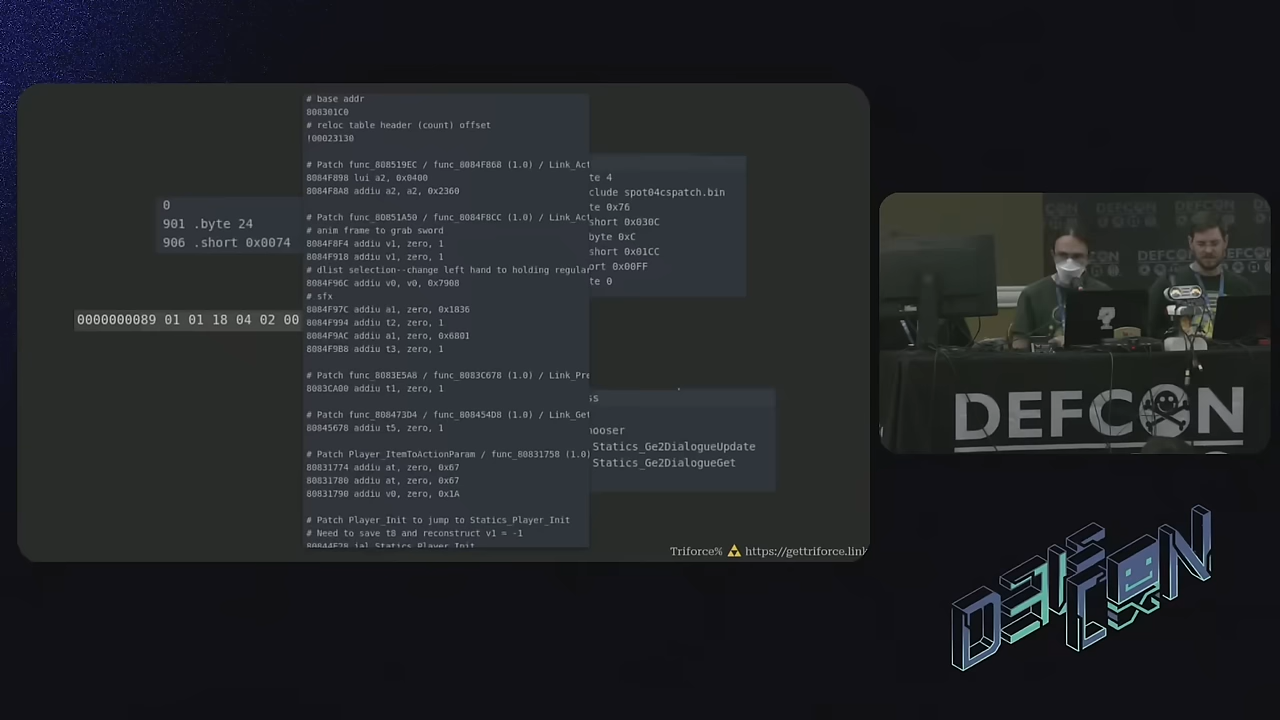 # base addr
808301C0
# reloc table header (count) offset
!00023130
# Patch func_808519EC / func_8084F868 (1.0) / Link_Act
8084F898 lui a2, 0x0400
8084F8A8 addiu a2, a2, 0x2360
# Patch func_80851A50 / func_8084F8CC (1.0) / Link_Act
# anim frame to grab sword
8084F8F4 addiu v1, zero, 1
8084F918 addiu v1, zero, 1
# dlist selection--change left hand to holding regular
8084F96C addiu v0, v0, 0x7908
# sfx
8084F97C addiu a1, zero, 0x1836
8084F994 addiu t2, zero, 1
8084F9AC addiu a1, zero, 0x6801
8084F9B8 addiu t3, zero, 1
# Patch func_8083E5A8 / func_8083C678 (1.0) / Link_Pre
8083CA00 addiu t1, zero, 1
# Patch func_808473D4 / func_808454D8 (1.0) / Link_Get
80845678 addiu t5, zero, 1
# Patch Player_ItemToActionParam / func_80831758 (1.0)
80831774 addiu at, zero, 0x67
80831780 addiu at, zero, 0x67
80831790 addiu v0, zero, 0x1A
# Patch Player_Init to jump to Statics_Player_Init
# Need to save t8 and reconstruct v1 = -1
jal Statics_Player_Init
0
901 .byte 24
906 .short 0x0074
0000000089 01 01 18 04 02 00
te 4
clude spot04cspatch.bin
te 0x76
short 0x030C
byte 0xC
short 0x01CC
ort 0x00FF
te 0
ss
hooser
Statics_Ge2DialogueUpdate
Statics_Ge2DialogueGet
Triforce% https://gettriforce.link
DEFCON
DEFCON
DEFCON
DEFCON